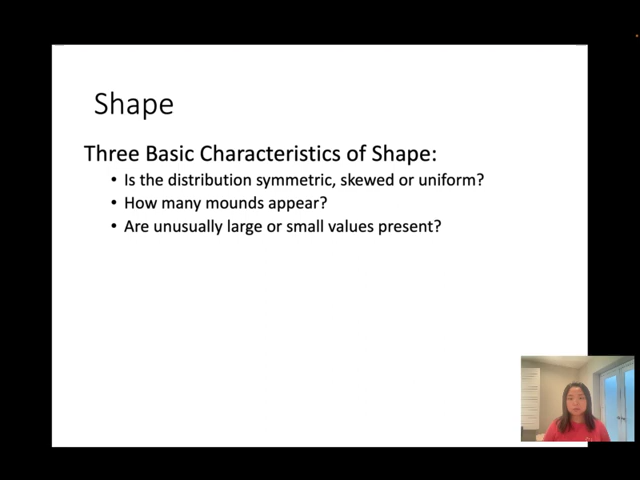 Shape
Three Basic Characteristics of Shape:
• Is the distribution symmetric, skewed or uniform?
• How many mounds appear?
• Are unusually large or small values present?